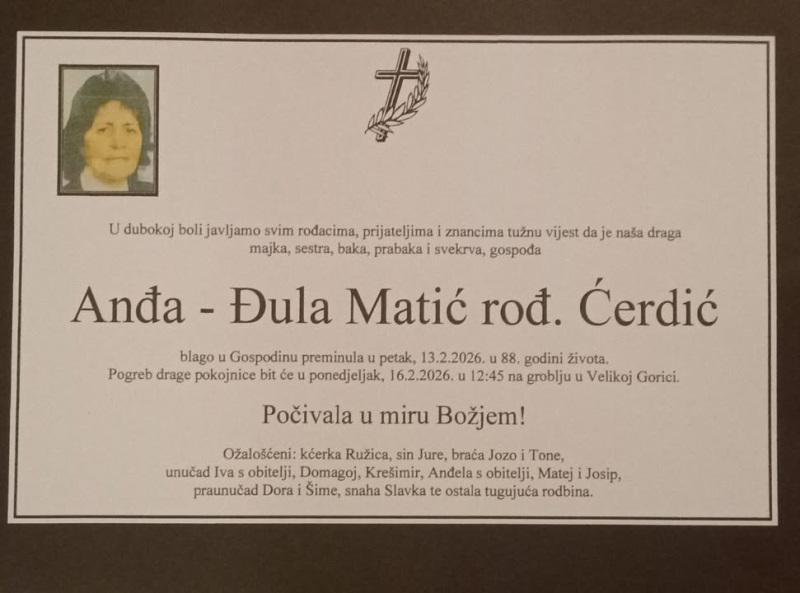 U dubokoj boli javljamo svim rođacima, prijateljima i znancima tužnu vijest da je naša draga
majka, sestra, baka, prabaka i svekrva, gospođa
Anđa - Đula Matić rođ. Ćerdić
blago u Gospodinu preminula u petak, 13.2.2026. u 88. godini života.
Pogreb drage pokojnice bit će u ponedjeljak, 16.2.2026. u 12:45 na groblju u Velikoj Gorici.
Počivala u miru Božjem!
Ožalošćeni: kćerka Ružica, sin Jure, braća Jozo i Tone,
unučad Iva s obitelji, Domagoj, Krešimir, Anđela s obitelji, Matej i Josip,
praunučad Dora i Šime, snaha Slavka te ostala tugujuća rodbina.